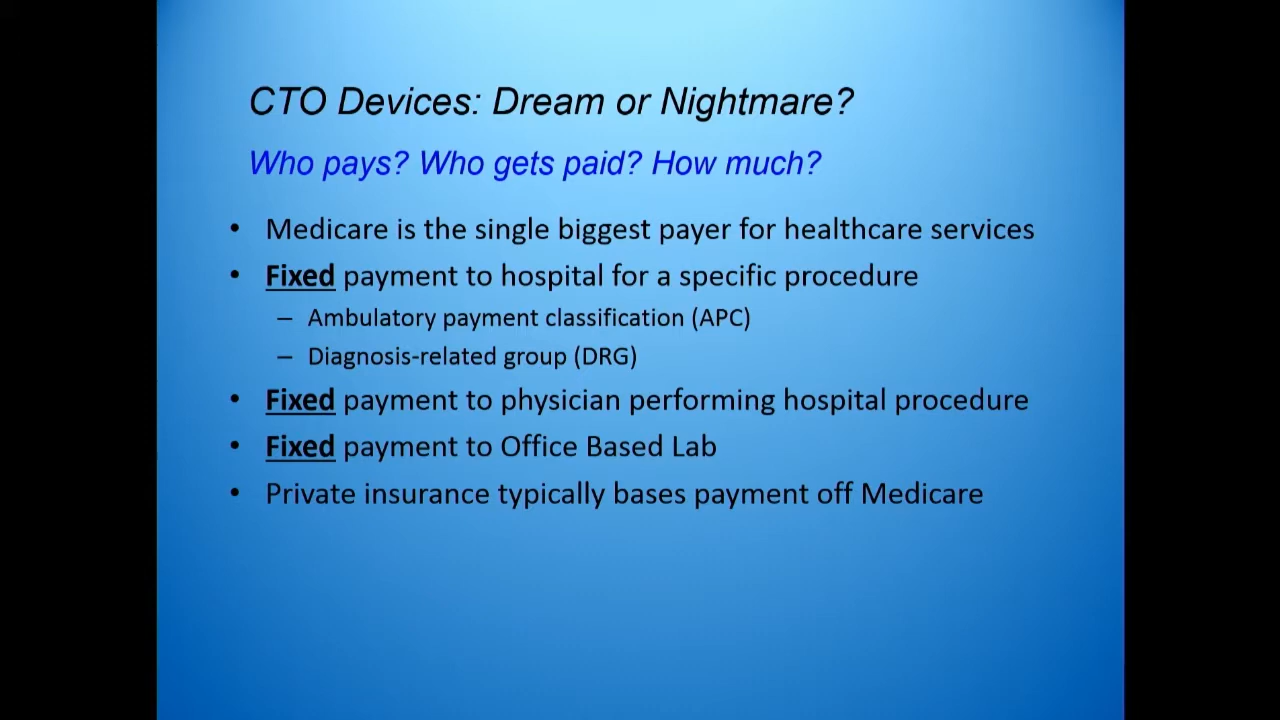 CTO Devices: Dream or Nightmare?
Who pays? Who gets paid? How much?
• Medicare is the single biggest payer for healthcare services
• Fixed payment to hospital for a specific procedure
– Ambulatory payment classification (APC)
– Diagnosis-related group (DRG)
• Fixed payment to physician performing hospital procedure
• Fixed payment to Office Based Lab
• Private insurance typically bases payment off Medicare